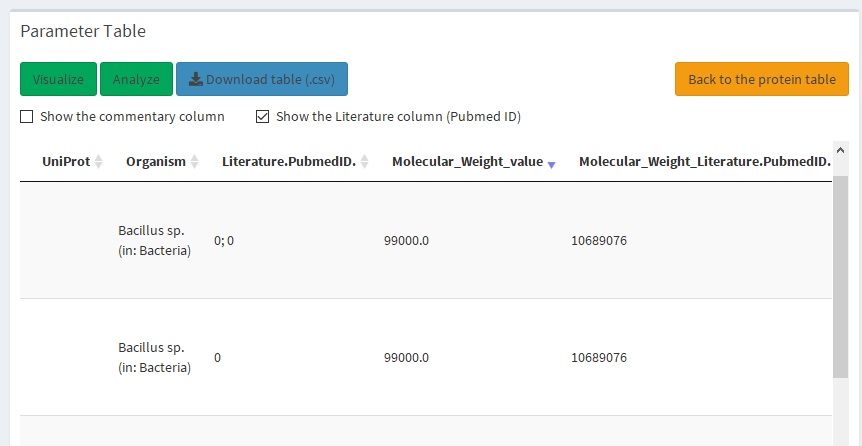 Parameter Table
Visualize Analyze Download table (.csv) Back to the protein table
Show the commentary column Show the Literature column (Pubmed ID)
UniProt Organism Literature.PubmedID. Molecular_Weight_value Molecular_Weight_Literature.PubmedID.
Bacillus sp.
(in: Bacteria) 0; 0 99000.0 10689076
Bacillus sp.
(in: Bacteria) 0 99000.0 10689076